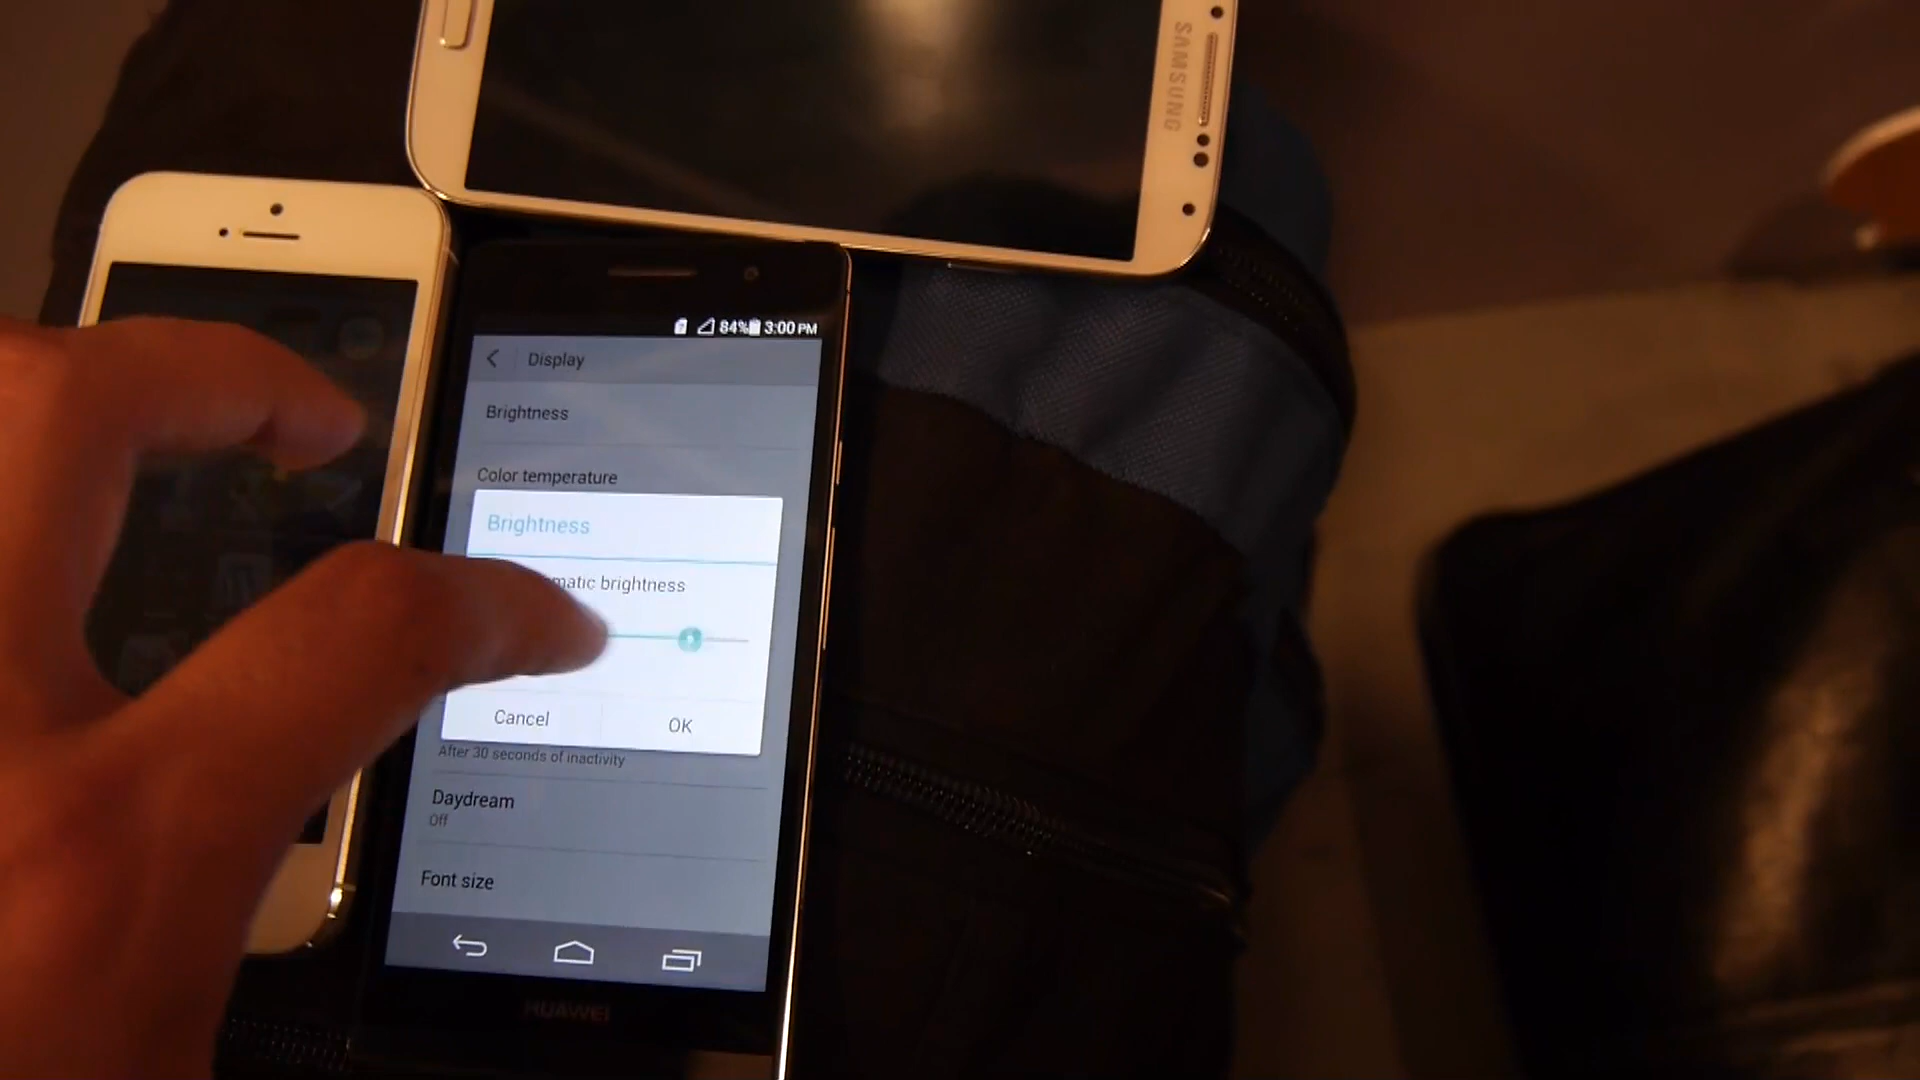 SAMSUNG
84% 3:00 PM
Display
Brightness
Color temperature
Brightness
brightness
Cancel
OK
After 30 seconds of inactivity
Daydream
Off
Font size
HUAWEI